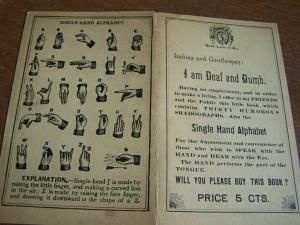 SINGLE-HAND ALPHABET.
EXPLANATION.—Single-hand J is made by
raising the little finger, and making a curved line
in the air: Z is made by raising the fore finger,
and drawing it downward in the shape of a Z.
Ladies and Gentlemen:
I am Deaf and Dumb.
Having no employment, and in order
to make a living, I offer to my FRIENDS
and the Public this little book which
contains THIRTY HUMOROUS
SHADOGRAPHS. Also the
Single Hand Alphabet
For the Amusement and convenience of
those who wish to SPEAK with the
HAND and HEAR with the Eye.
The HAND performs the part of the
TONGUE.
WILL YOU PLEASE BUY THIS BOOK?
PRICE 5 CTS.